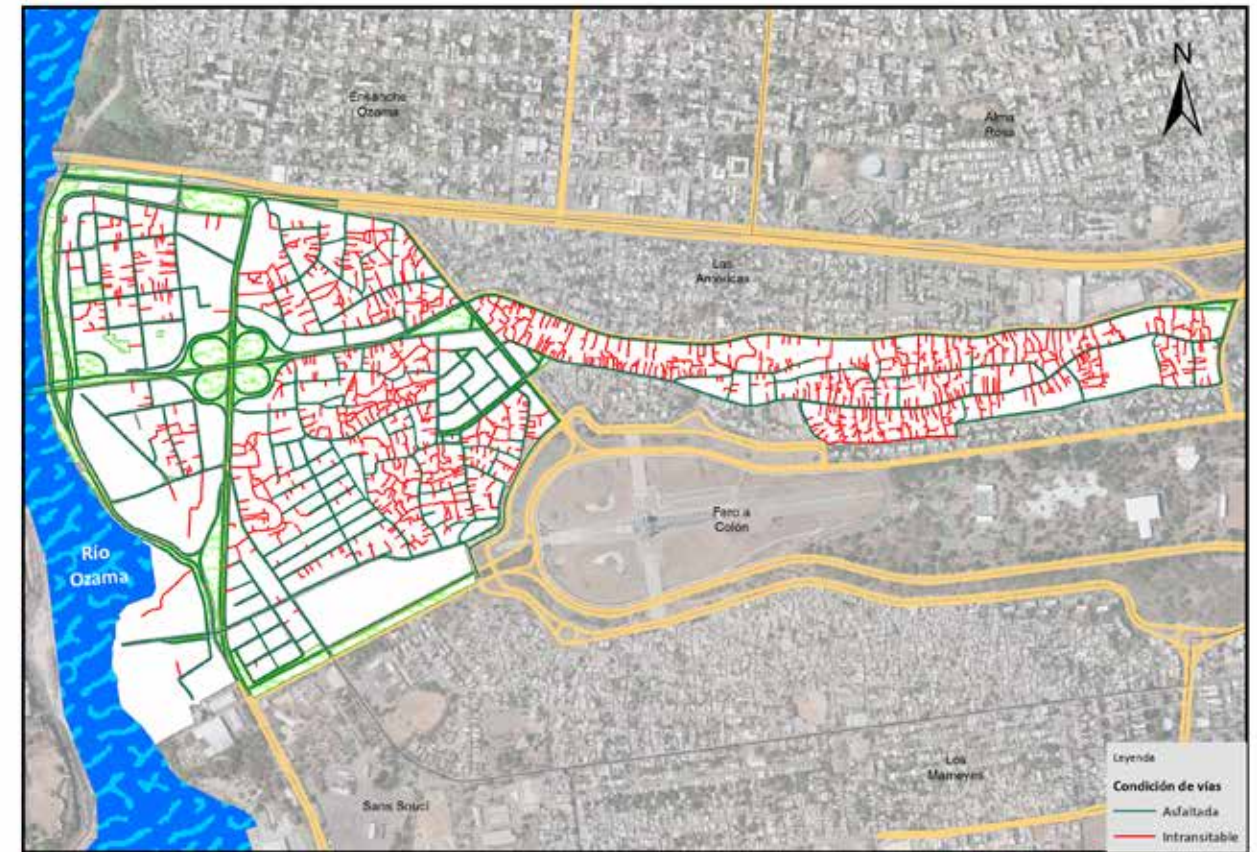 N
Ensanche
Ozama
Alma
Rosa
Las
Américas
Faro a
Colón
Río
Ozama
Los
Mameyes
Sans Soucí
Leyenda
Condición de vías
Asfaltada
Intransitable